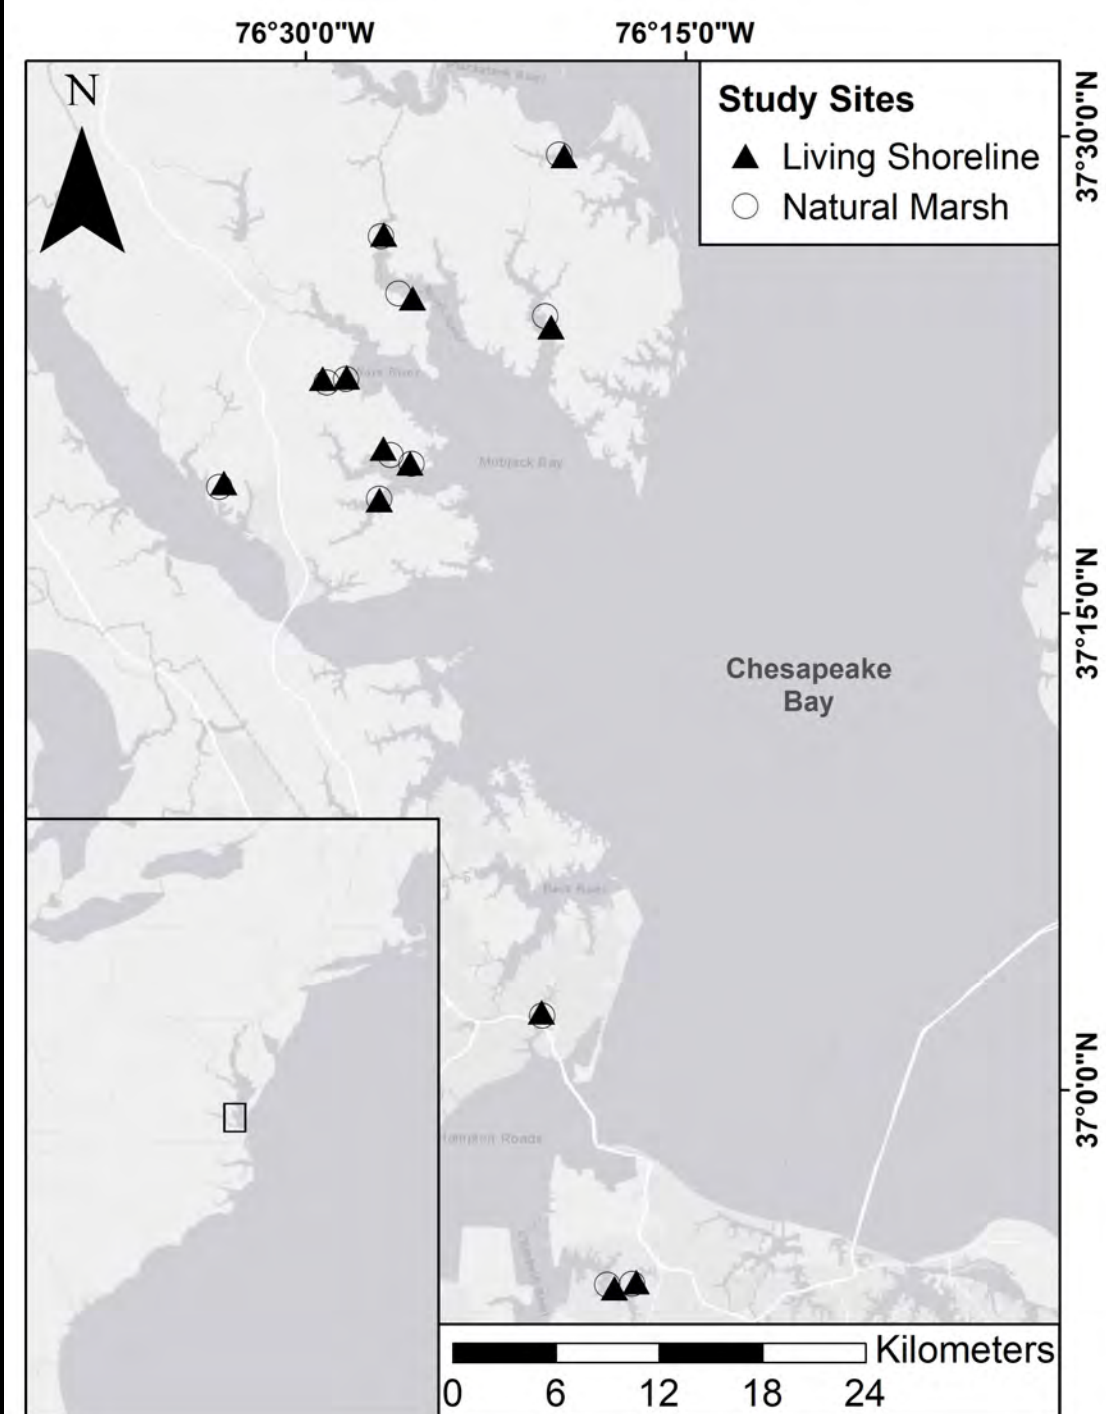 76°30'0"W
76°15'0"W
N
Study Sites
Living Shoreline
Natural Marsh
37°30'0"N
River
Mobjack Bay
37°15'0"N
Chesapeake
Bay
Back River
37°0'0"N
Hampton Roads
Kilometers
0 6 12 18 24